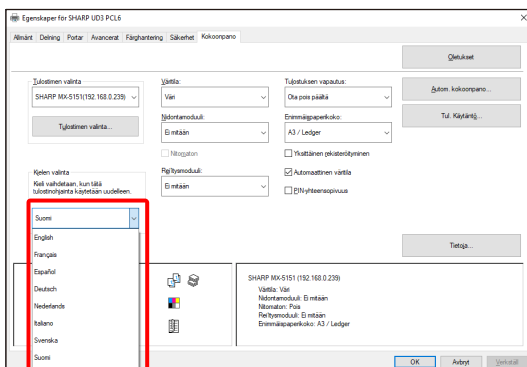 Egenskaper för SHARP UD3 PCL6
Allmänt Delning Portar Avancerat Färghantering Säkerhet Kokoonpano
Oletukset
Tulostimen valinta
SHARP MX-5151(192.168.0.239)
Tulostimen valinta...
Väritila:
Väri
Tulostuksen vapautus:
Ota pois päältä
Autom. kokoonpano...
Nidontamoduuli:
Ei mitään
Enimmäispaperikoko:
A3 / Ledger
Tul. Käytäntö...
Nitomaton
Yksittäinen rekisteröityminen
Kielen valinta
Kieli vaihdetaan, kun tätä
tulostinohjainta käytetään uudelleen.
Rei'itysmoduuli:
Ei mitään
Automaattinen väritila
PIN-yhteensopivuus
Suomi
English
Français
Español
Deutsch
Nederlands
Italiano
Svenska
Suomi
Tietoja...
SHARP MX-5151 (192.168.0.239)
Väritila: Väri
Nidontamoduuli: Ei mitään
Nitomaton: Pois
Rei'itysmoduuli: Ei mitään
Enimmäispaperikoko: A3 / Ledger
OK Avbryt Verkställ